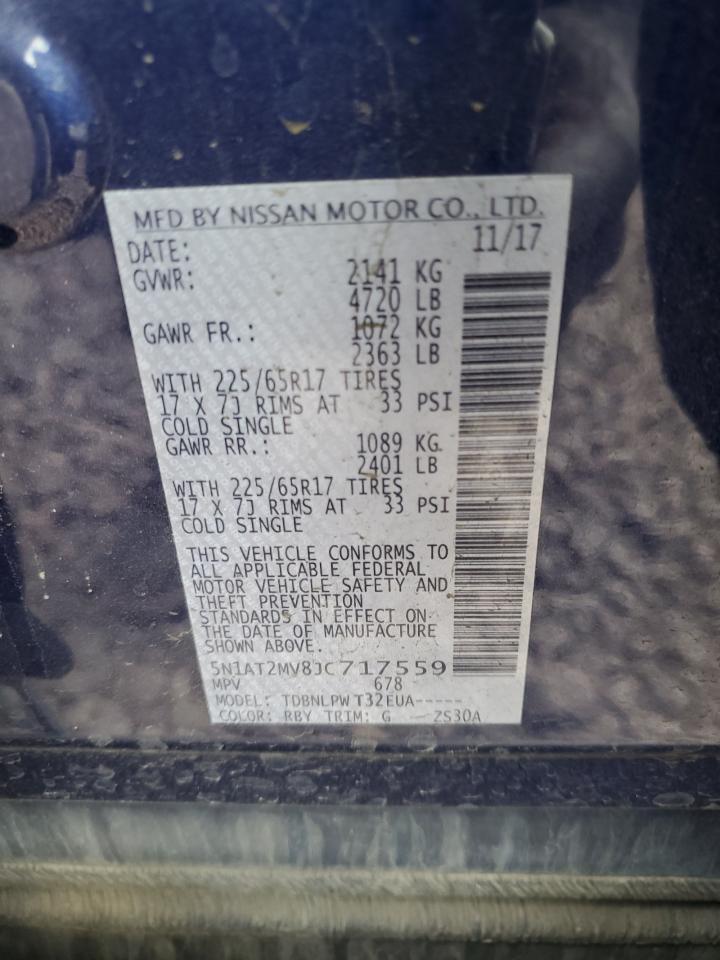 MFD BY NISSAN MOTOR CO., LTD.
DATE: 11/17
GVWR: 2141 KG
4720 LB
GAWR FR.: 1072 KG
2363 LB
WITH 225/65R17 TIRES
17 X 7J RIMS AT 33 PSI
COLD SINGLE
GAWR RR.: 1089 KG
2401 LB
WITH 225/65R17 TIRES
17 X 7J RIMS AT 33 PSI
COLD SINGLE
THIS VEHICLE CONFORMS TO
ALL APPLICABLE FEDERAL
MOTOR VEHICLE SAFETY AND
THEFT PREVENTION
STANDARDS IN EFFECT ON
THE DATE OF MANUFACTURE
SHOWN ABOVE.
5N1AT2MV8JC717559
MPV 678
MODEL: TDBNLPW T32EUA-----
COLOR: RBY TRIM: G ZS30A